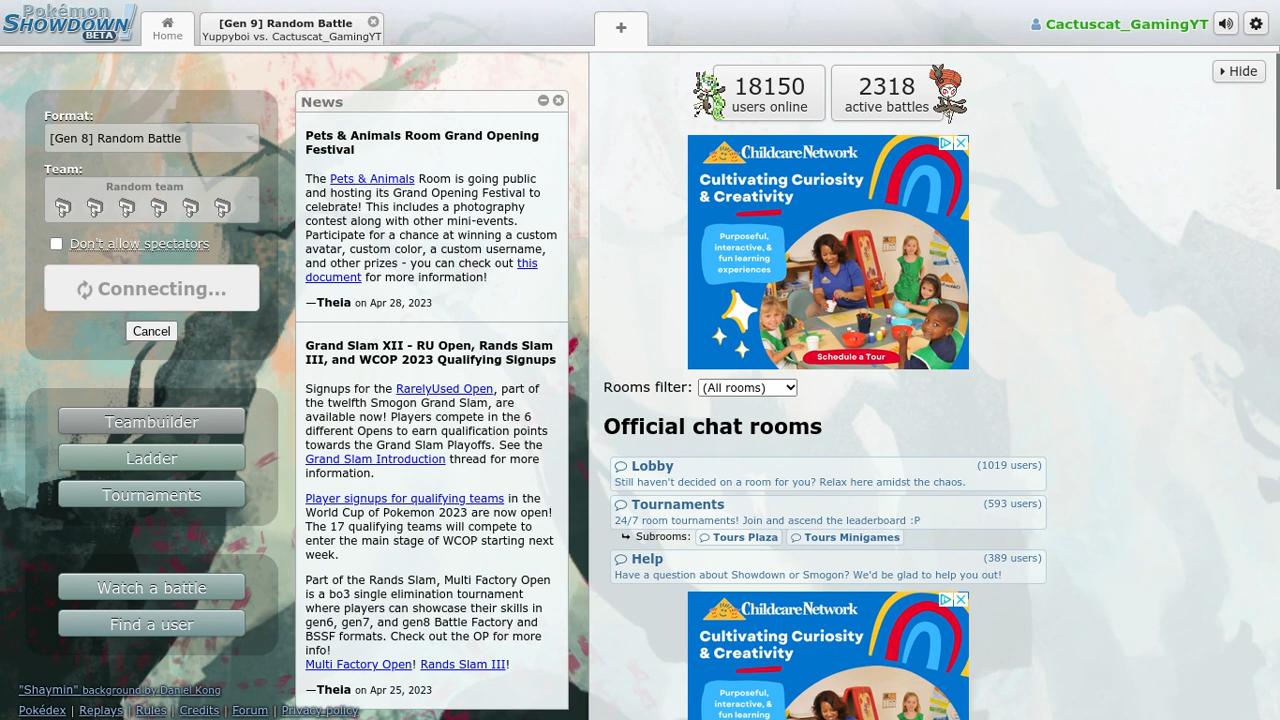 Pokémon
SHOWDOWN!
BETA
Home
[Gen 9] Random Battle
Yuppyboi vs. Cactuscat_GamingYT
+
Cactuscat_GamingYT
Format:
[Gen 8] Random Battle
Team:
Random team
Don't allow spectators
Connecting...
Cancel
Teambuilder
Ladder
Tournaments
Watch a battle
Find a user
"Shaymin" background by Daniel Kong
Pokédex | Replays | Rules | Credits | Forum | Privacy policy
News
Pets & Animals Room Grand Opening
Festival
The Pets & Animals Room is going public
and hosting its Grand Opening Festival to
celebrate! This includes a photography
contest along with other mini-events.
Participate for a chance at winning a custom
avatar, custom color, a custom username,
and other prizes - you can check out this
document for more information!
—Theia on Apr 28, 2023
Grand Slam XII - RU Open, Rands Slam
III, and WCOP 2023 Qualifying Signups
Signups for the RarelyUsed Open, part of
the twelfth Smogon Grand Slam, are
available now! Players compete in the 6
different Opens to earn qualification points
towards the Grand Slam Playoffs. See the
Grand Slam Introduction thread for more
information.
Player signups for qualifying teams in the
World Cup of Pokemon 2023 are now open!
The 17 qualifying teams will compete to
enter the main stage of WCOP starting next
week.
Part of the Rands Slam, Multi Factory Open
is a bo3 single elimination tournament
where players can showcase their skills in
gen6, gen7, and gen8 Battle Factory and
BSSF formats. Check out the OP for more
info!
Multi Factory Open! Rands Slam III!
—Theia on Apr 25, 2023
Hide
18150
users online
2318
active battles
Childcare Network
Cultivating Curiosity
& Creativity
Purposeful,
interactive, &
fun learning
experiences
Schedule a Tour
Rooms filter: (All rooms)
Official chat rooms
Lobby (1019 users)
Still haven't decided on a room for you? Relax here amidst the chaos.
Tournaments (593 users)
24/7 room tournaments! Join and ascend the leaderboard :P
Subrooms: Tours Plaza Tours Minigames
Help (389 users)
Have a question about Showdown or Smogon? We'd be glad to help you out!
Childcare Network
Cultivating Curiosity
& Creativity
Purposeful,
interactive, &
fun learning